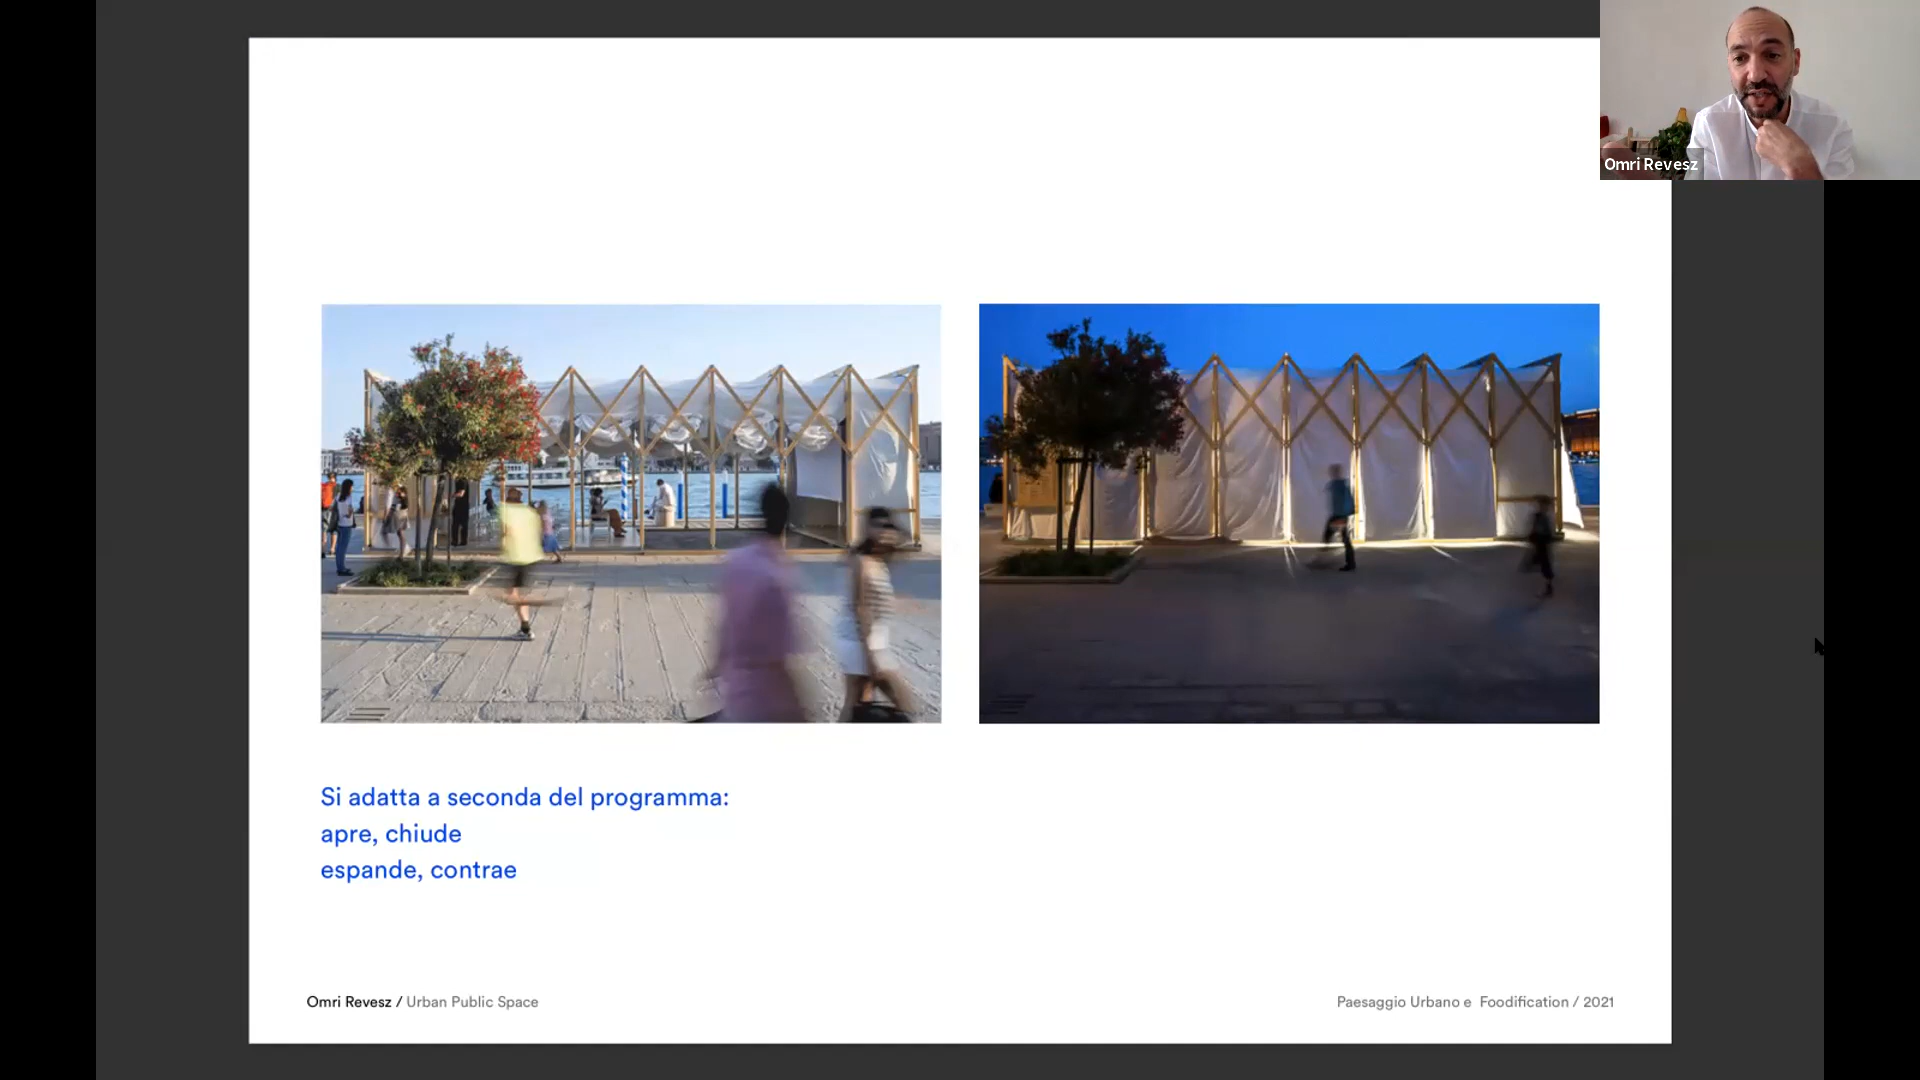 Omri Revesz
Si adatta a seconda del programma:
apre, chiude
espande, contrae
Omri Revesz / Urban Public Space
Paesaggio Urbano e Foodification / 2021